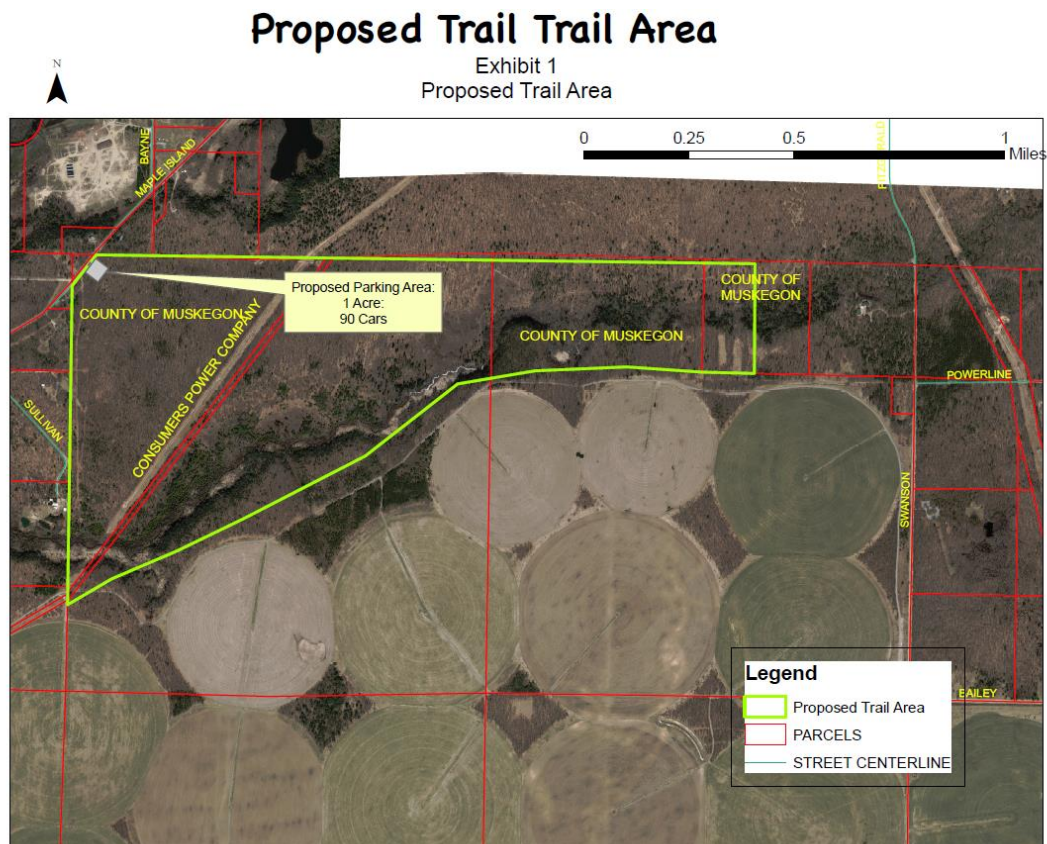 Proposed Trail Trail Area
Exhibit 1
Proposed Trail Area
N
0 0.25 0.5 1
Miles
BAYNE
MAPLE ISLAND
FITZGERALD
Proposed Parking Area:
1 Acre:
90 Cars
COUNTY OF MUSKEGON
COUNTY OF
MUSKEGON
COUNTY OF MUSKEGON
CONSUMERS POWER COMPANY
SULLIVAN
POWERLINE
SWANSON
BAILEY
Legend
Proposed Trail Area
PARCELS
STREET CENTERLINE